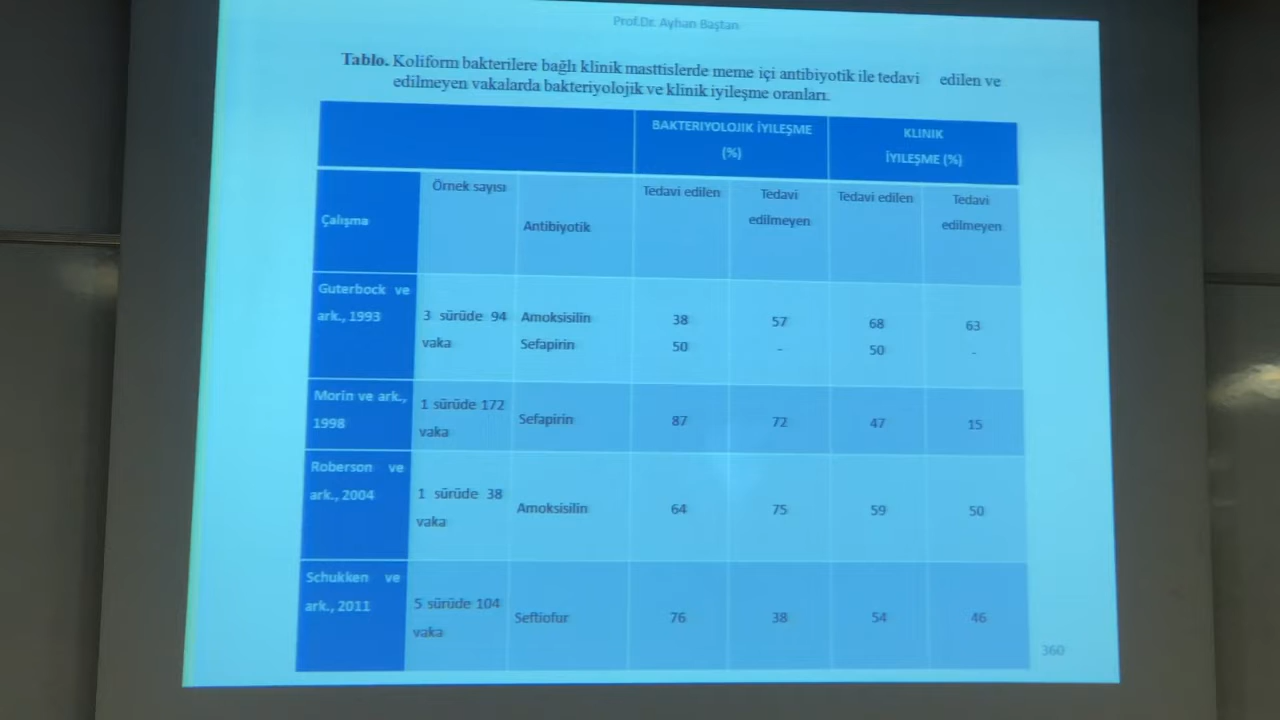 Prof.Dr. Ayhan Baştan
Tablo. Koliform bakterilere bağlı klinik masttislerde meme içi antibiyotik ile tedavi edilen ve
edilmeyen vakalarda bakteriyolojik ve klinik iyileşme oranları.
BAKTERIYOLOJIK İYILEŞME
(%)
KLINIK
İYILEŞME (%)
Çalışma
Örnek sayısı
Antibiyotik
Tedavi edilen
Tedavi
edilmeyen
Tedavi edilen
Tedavi
edilmeyen
Guterbock ve
ark., 1993
3 sürüde 94
vaka
Amoksisilin
Sefapirin
38
50
57
-
68
50
63
-
Morin ve ark.,
1998
1 sürüde 172
vaka
Sefapirin
87
72
47
15
Roberson ve
ark., 2004
1 sürüde 38
vaka
Amoksisilin
64
75
59
50
Schukken ve
ark., 2011
5 sürüde 104
vaka
Seftiofur
76
38
54
46
360